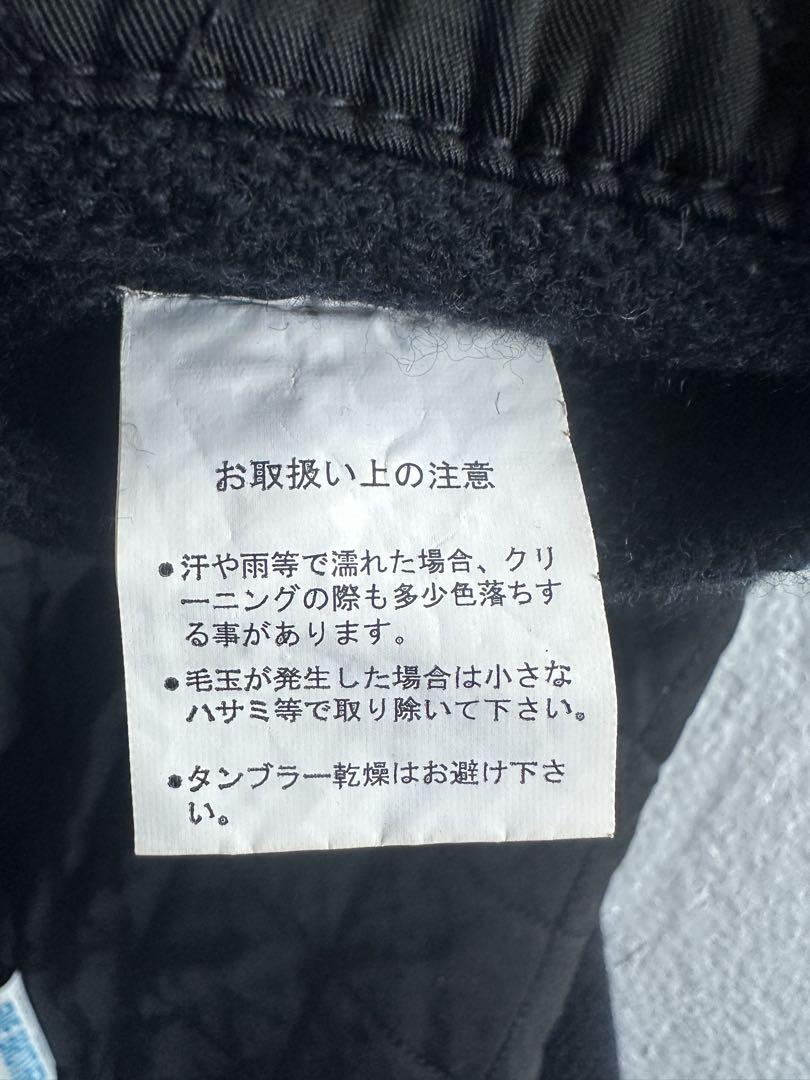 お取扱い上の注意
●汗や雨等で濡れた場合、クリ
ーニングの際も多少色落ちす
る事があります。
●毛玉が発生した場合は小さな
ハサミ等で取り除いて下さい。
●タンブラー乾燥はお避け下さ
い。